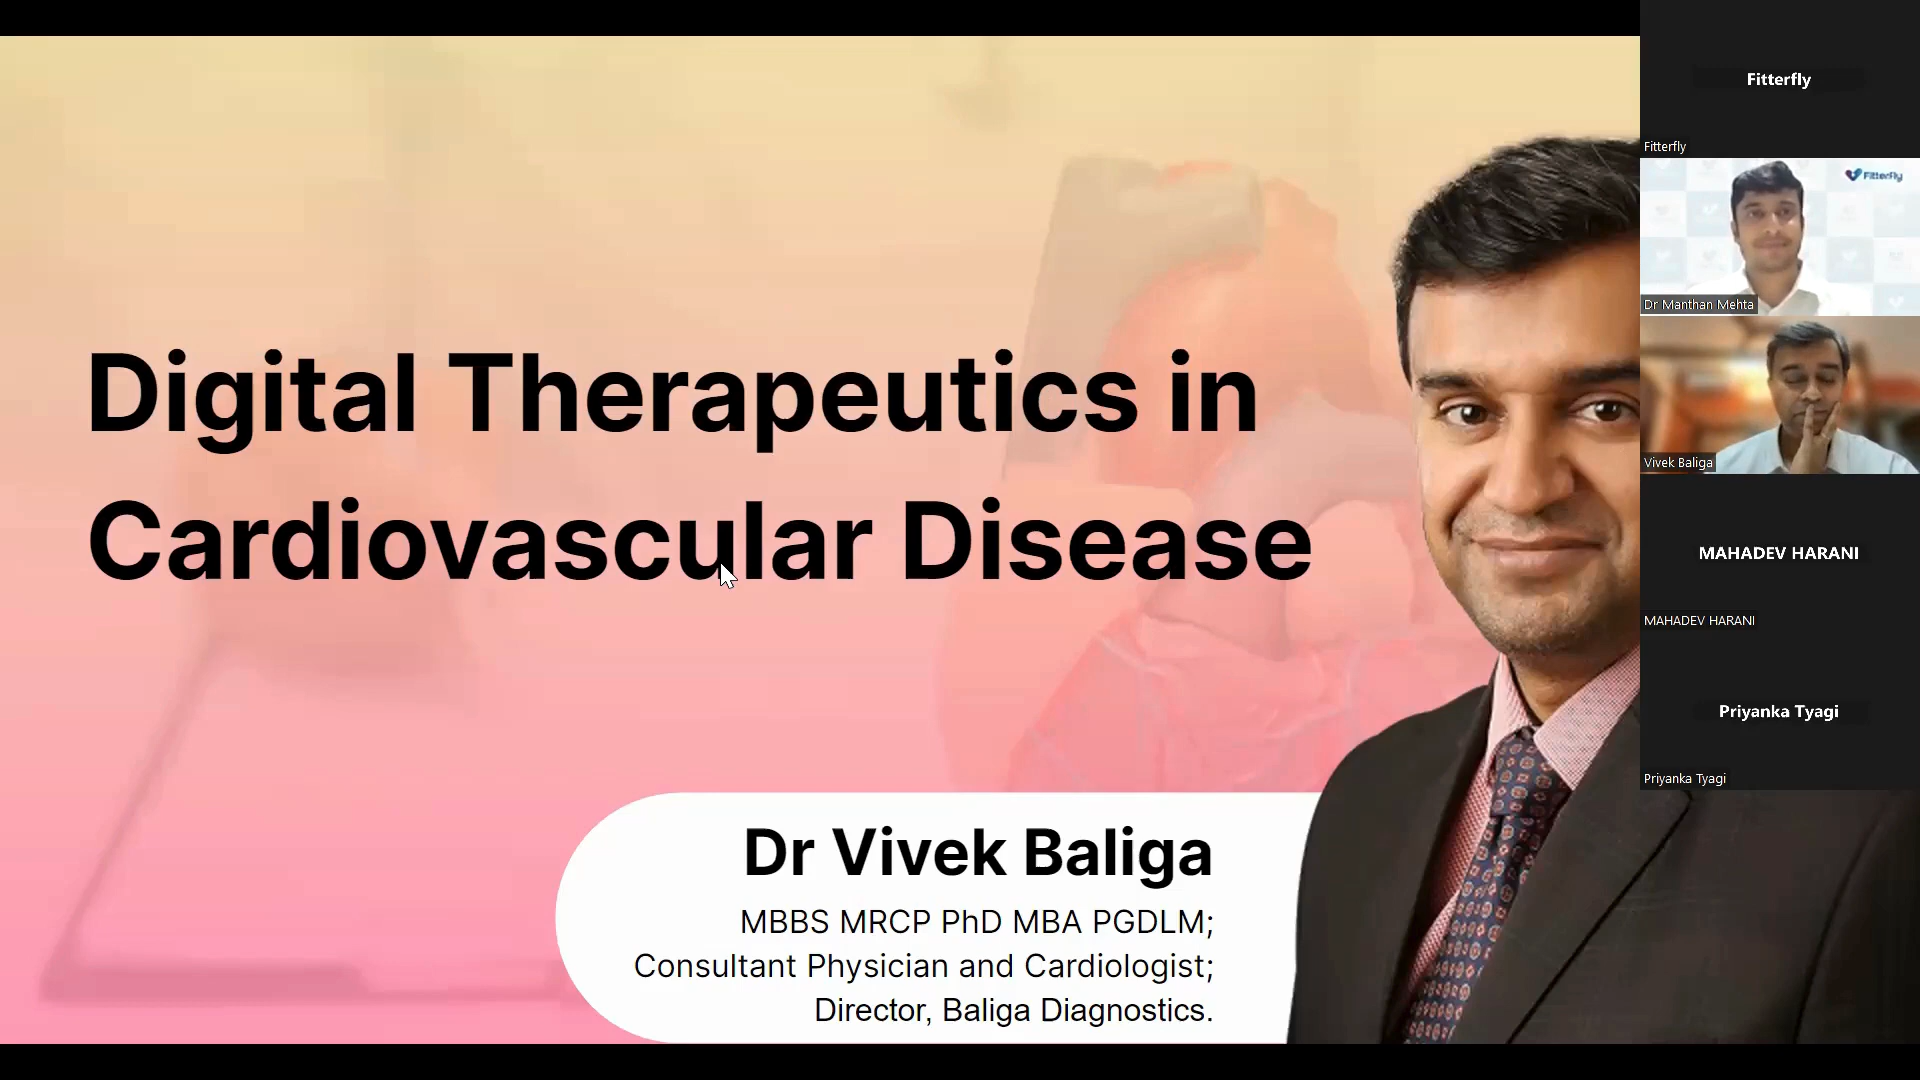 Digital Therapeutics in
Cardiovascular Disease
Dr Vivek Baliga
MBBS MRCP PhD MBA PGDLM;
Consultant Physician and Cardiologist;
Director, Baliga Diagnostics.
Fitterfly
Fitterfly
Fitterfly
Dr Manthan Mehta
Vivek Baliga
MAHADEV HARANI
MAHADEV HARANI
Priyanka Tyagi
Priyanka Tyagi